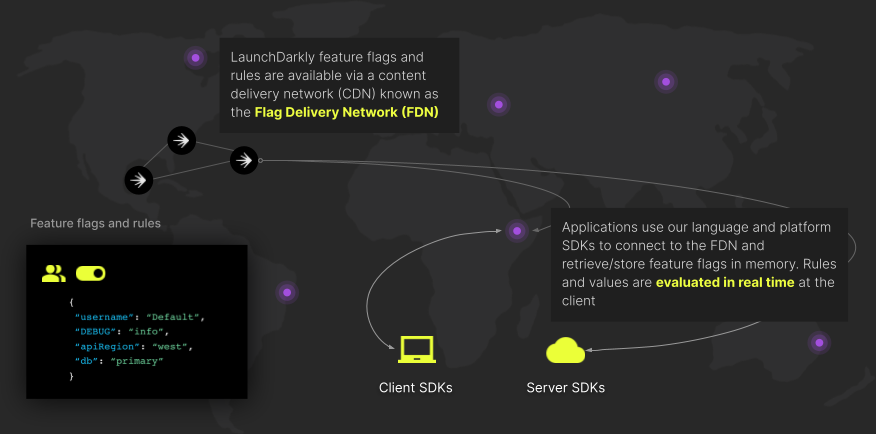 LaunchDarkly feature flags and
rules are available via a content
delivery network (CDN) known as
the Flag Delivery Network (FDN)
Feature flags and rules
{
“username”: “Default”,
“DEBUG”: “info”,
“apiRegion”: “west”,
“db”: “primary”
}
Applications use our language and platform
SDKs to connect to the FDN and
retrieve/store feature flags in memory. Rules
and values are evaluated in real time at the
client
Client SDKs
Server SDKs